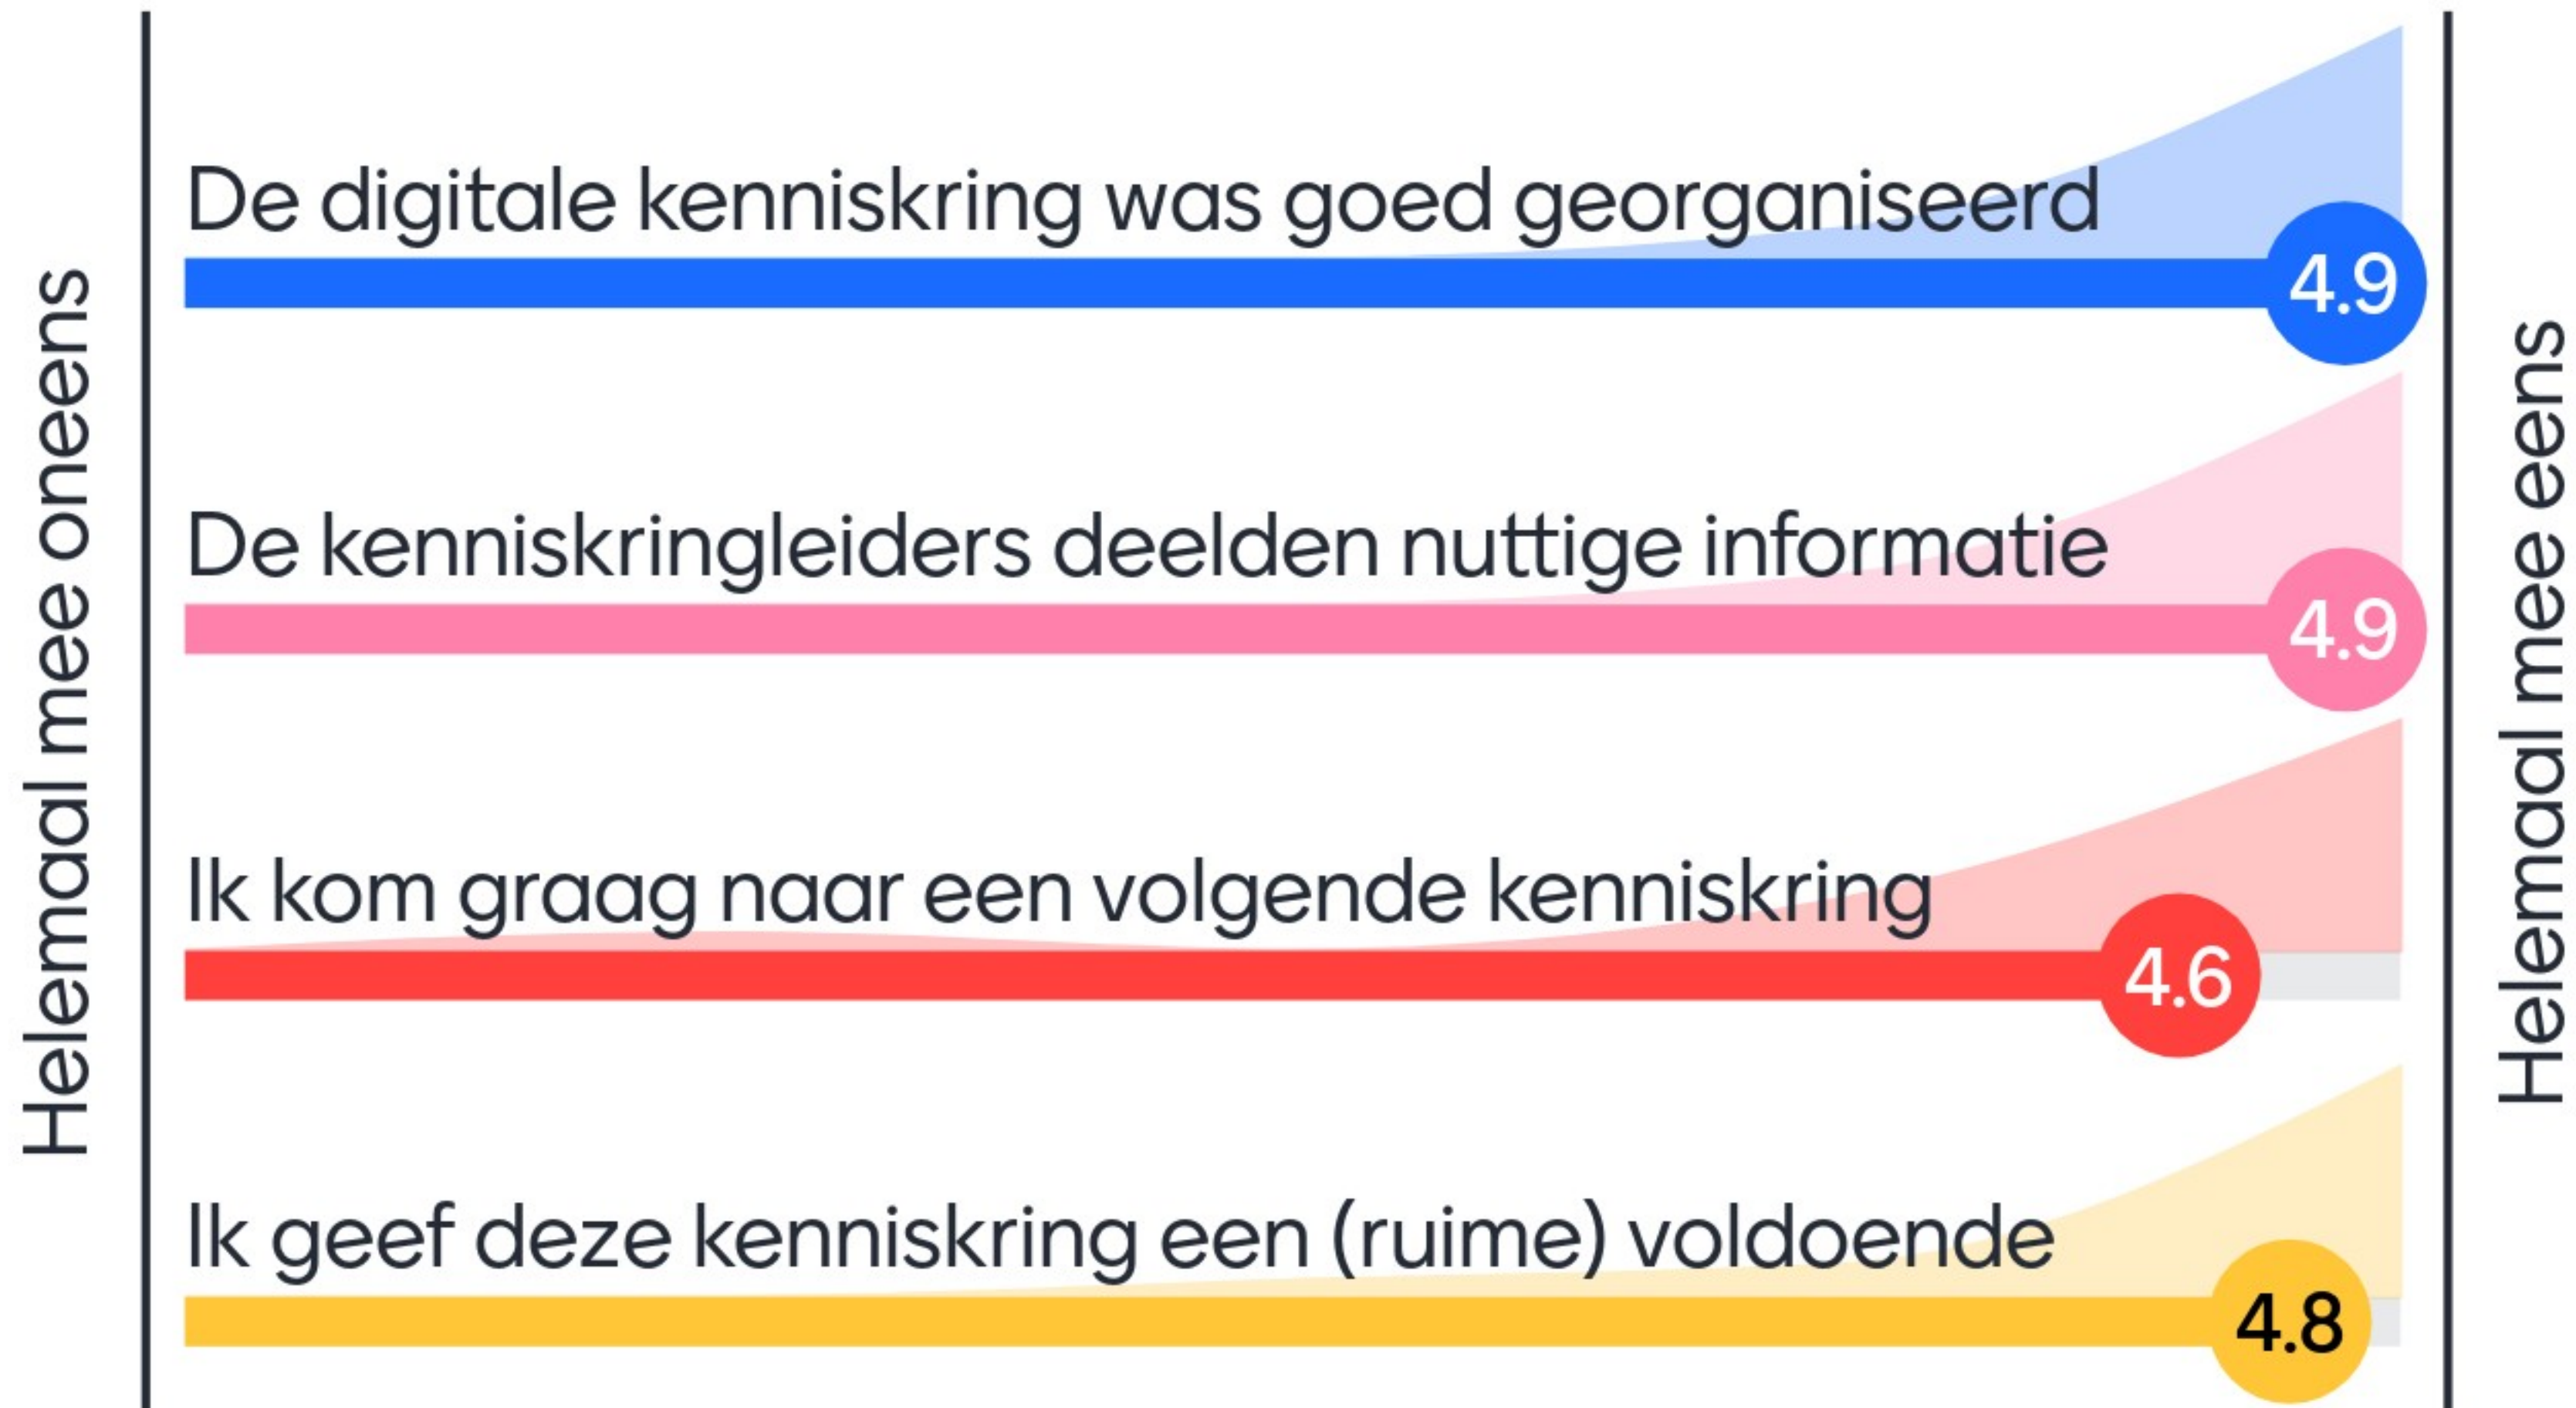 Helemaal mee oneens
De digitale kenniskring was goed georganiseerd
4.9
De kenniskringleiders deelden nuttige informatie
4.9
Ik kom graag naar een volgende kenniskring
4.6
Ik geef deze kenniskring een (ruime) voldoende
4.8
Helemaal mee eens